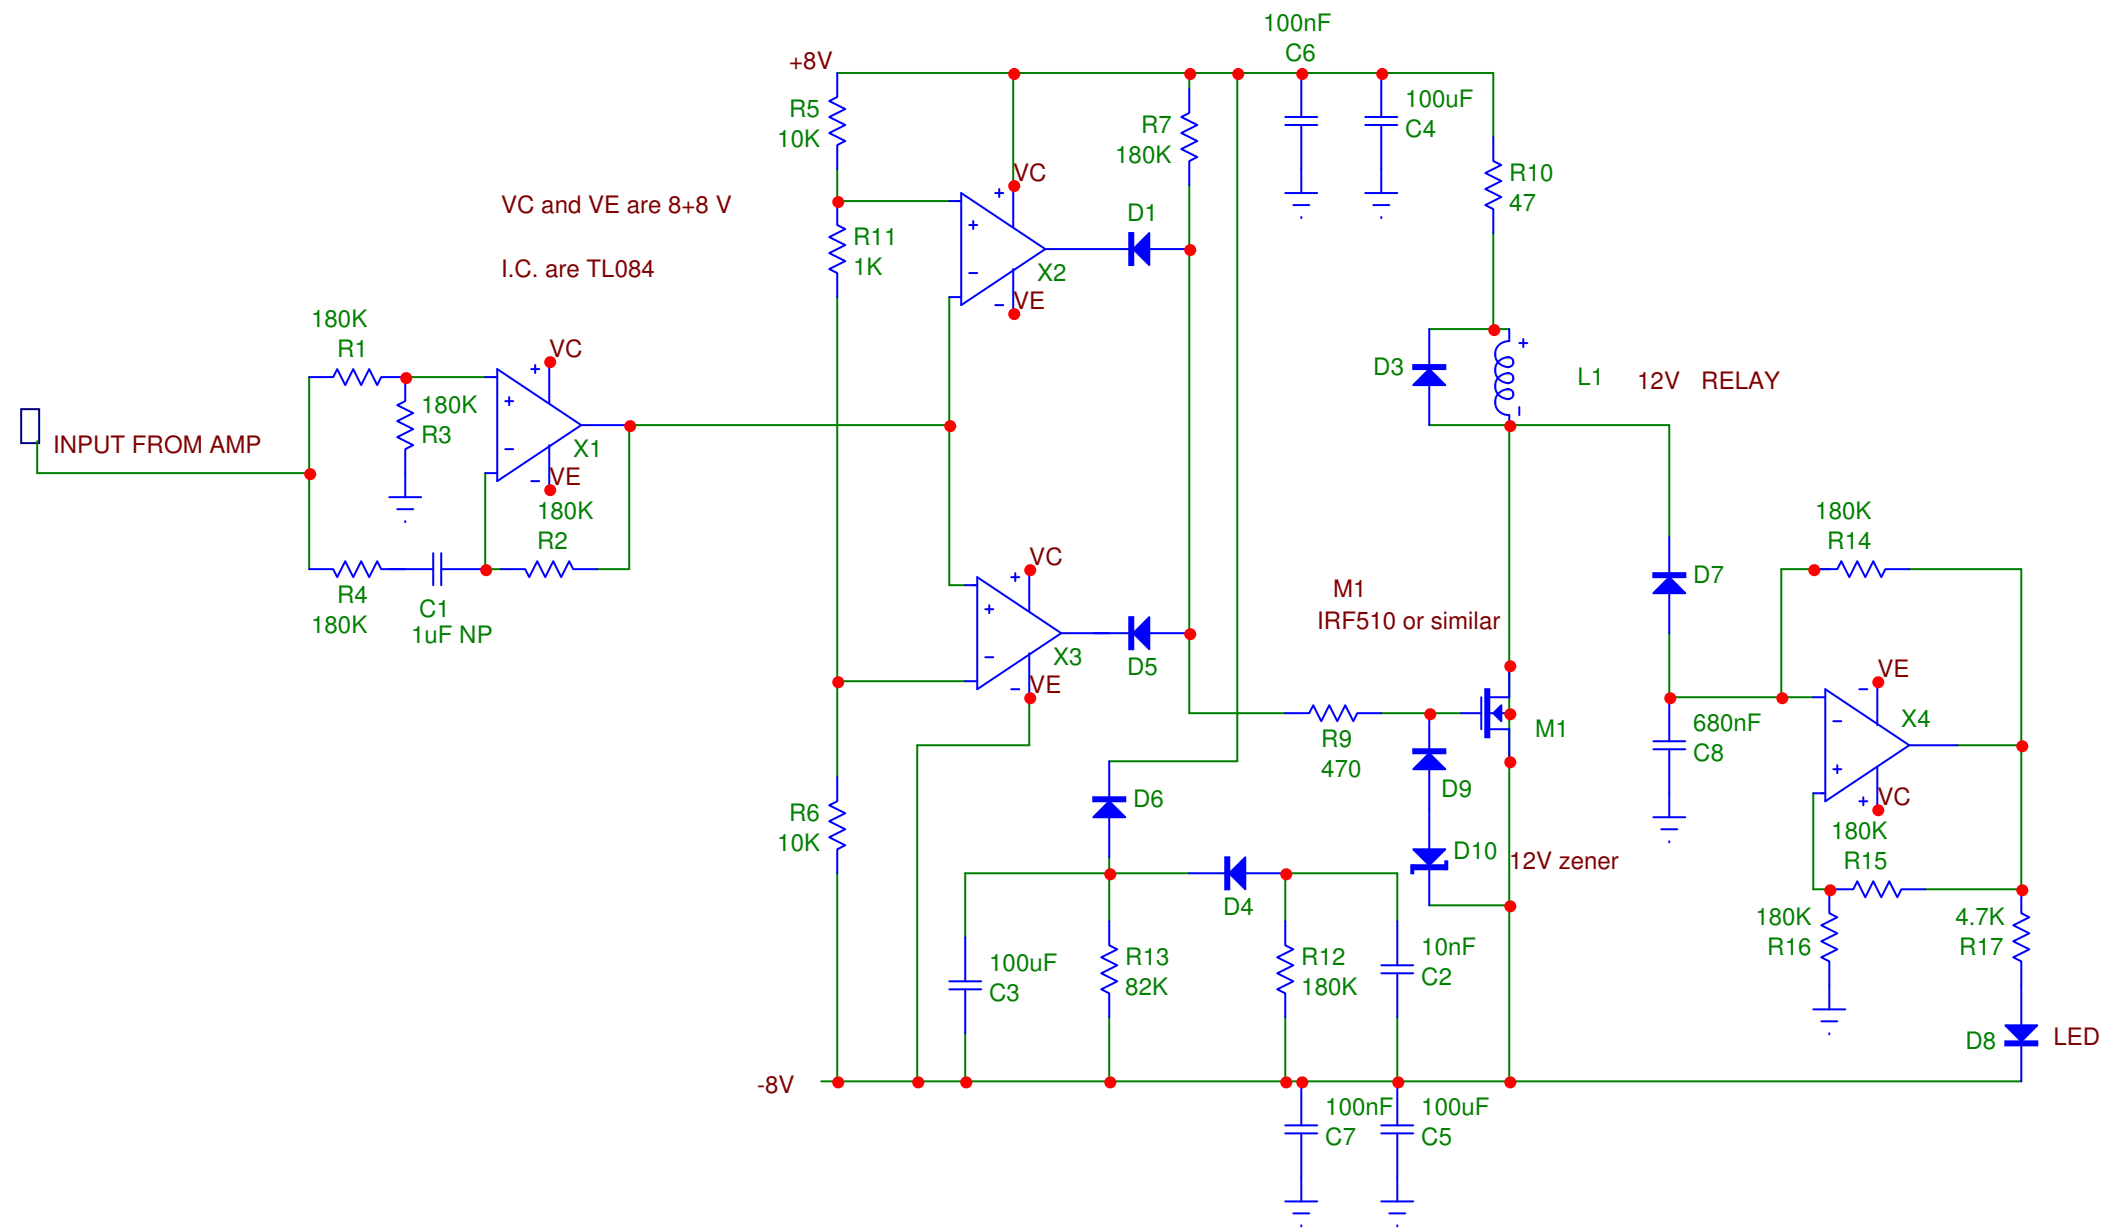 100nF
C6
+8V
R5
10K
100uF
C4
R7
180K
VC
R10
47
VC and VE are 8+8 V
D1
R11
1K
I.C. are TL084
+
-
+
-
X2
VE
180K
R1
VC
+
D3
+
-
L1
12V RELAY
180K
R3
+
-
INPUT FROM AMP
X1
VE
-
180K
R2
180K
R14
R4
180K
C1
1uF NP
VC
+
+
-
X3
D5
VE
-
M1
IRF510 or similar
D7
VE
-
-
X4
+
VC
+
680nF
C8
M1
R9
470
D9
D6
R6
10K
D10
12V zener
180K
R15
D4
180K
R16
4.7K
R17
100uF
C3
R13
82K
R12
180K
10nF
C2
D8
LED
-8V
100nF
C7
100uF
C5